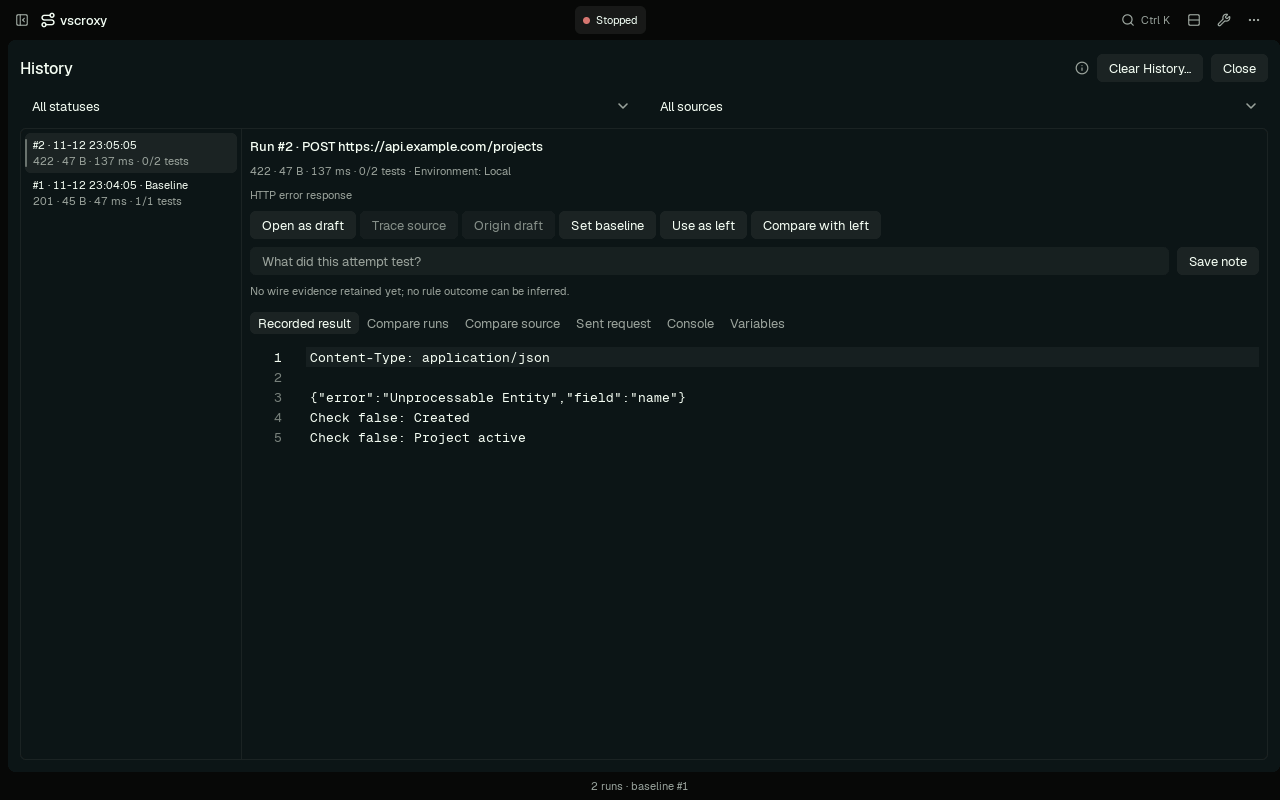 vscroxy
Stopped
Ctrl K
History
Clear History…
Close
All statuses
All sources
#2 · 11-12 23:05:05
422 · 47 B · 137 ms · 0/2 tests
#1 · 11-12 23:04:05 · Baseline
201 · 45 B · 47 ms · 1/1 tests
Run #2 · POST https://api.example.com/projects
422 · 47 B · 137 ms · 0/2 tests · Environment: Local
HTTP error response
Open as draft
Trace source
Origin draft
Set baseline
Use as left
Compare with left
What did this attempt test?
Save note
No wire evidence retained yet; no rule outcome can be inferred.
Recorded result
Compare runs
Compare source
Sent request
Console
Variables
1 Content-Type: application/json
2
3 {"error":"Unprocessable Entity","field":"name"}
4 Check false: Created
5 Check false: Project active
2 runs · baseline #1